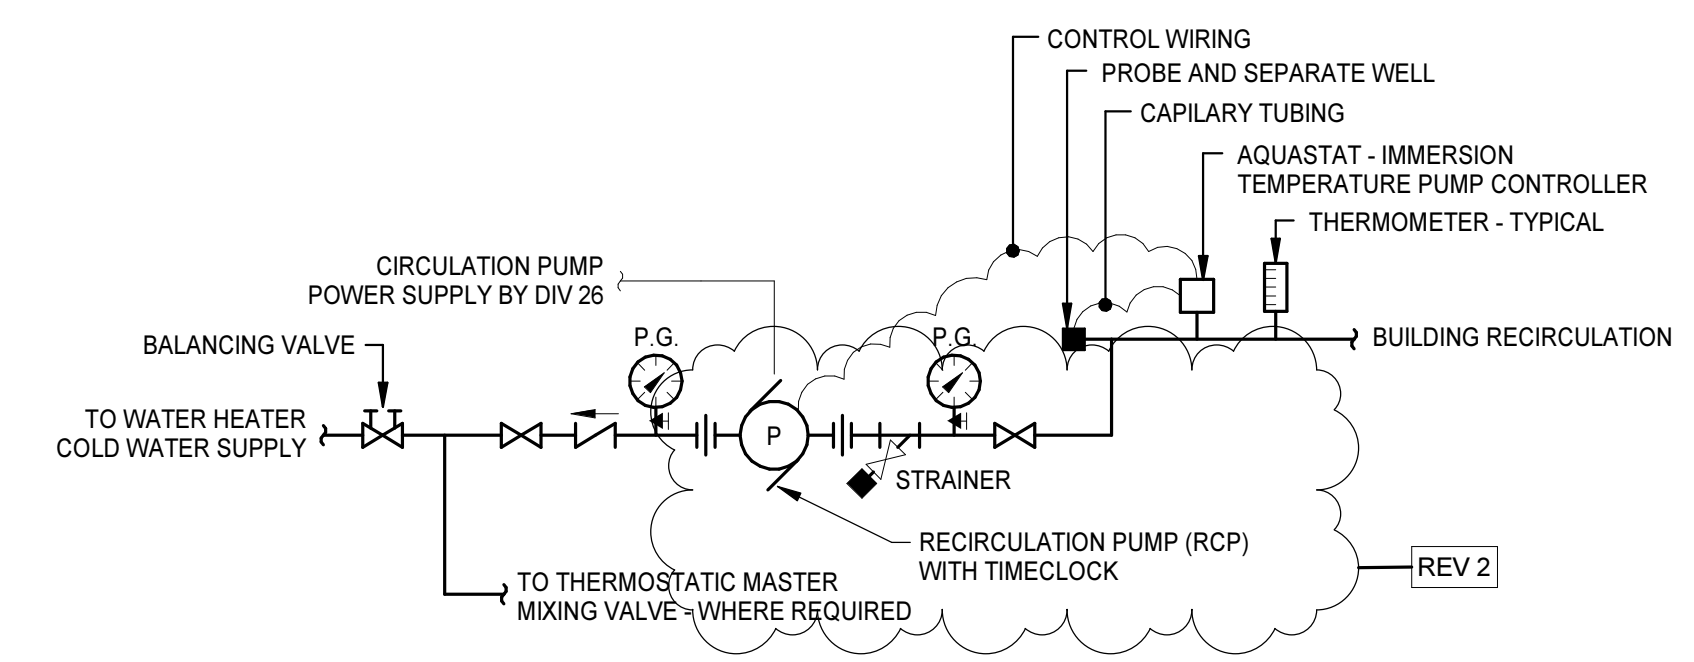 CONTROL WIRING
PROBE AND SEPARATE WELL
CAPILARY TUBING
AQUASTAT - IMMERSION
TEMPERATURE PUMP CONTROLLER
THERMOMETER - TYPICAL
CIRCULATION PUMP
POWER SUPPLY BY DIV 26
BALANCING VALVE
P.G.
P.G.
BUILDING RECIRCULATION
TO WATER HEATER
COLD WATER SUPPLY
P
STRAINER
RECIRCULATION PUMP (RCP)
WITH TIMECLOCK
REV 2
TO THERMOSTATIC MASTER
MIXING VALVE - WHERE REQUIRED